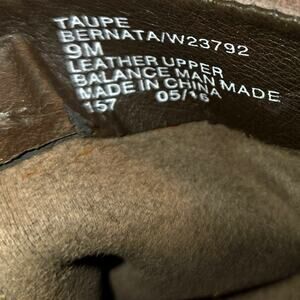 TAUPE
BERNATA/W23792
9M
LEATHER UPPER
BALANCE MAN MADE
MADE IN CHINA
157 05/16